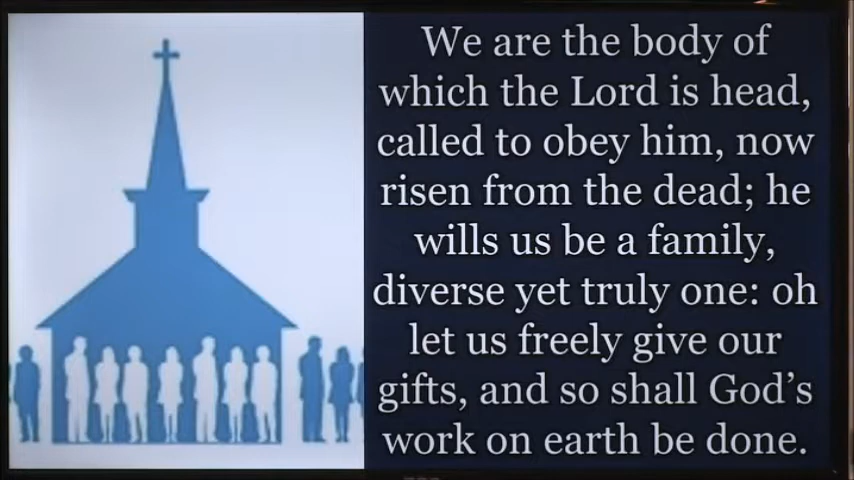 We are the body of
which the Lord is head,
called to obey him, now
risen from the dead; he
wills us be a family,
diverse yet truly one: oh
let us freely give our
gifts, and so shall God's
work on earth be done.